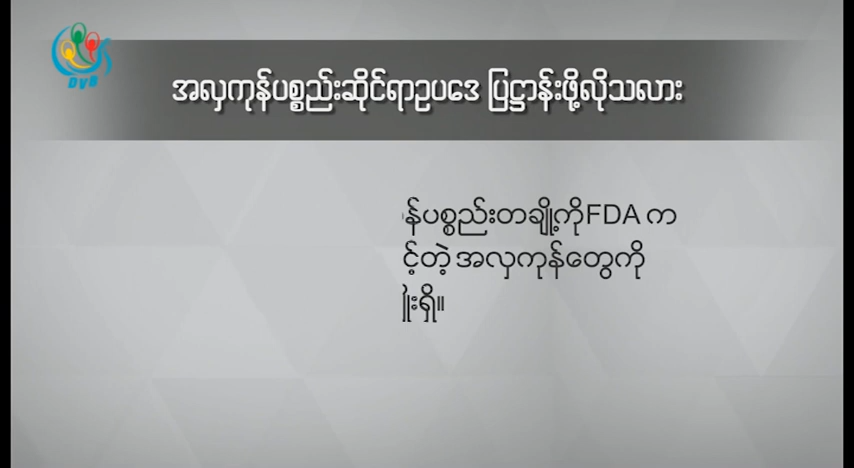 DVB
အလှကုန်ပစ္စည်းဆိုင်ရာဥပဒေ ပြဋ္ဌာန်းဖို့လိုသလား
န်ပစ္စည်းတချို့ကိုFDA က
င့်တဲ့ အလှကုန်တွေကို
ျိုးရှိ။